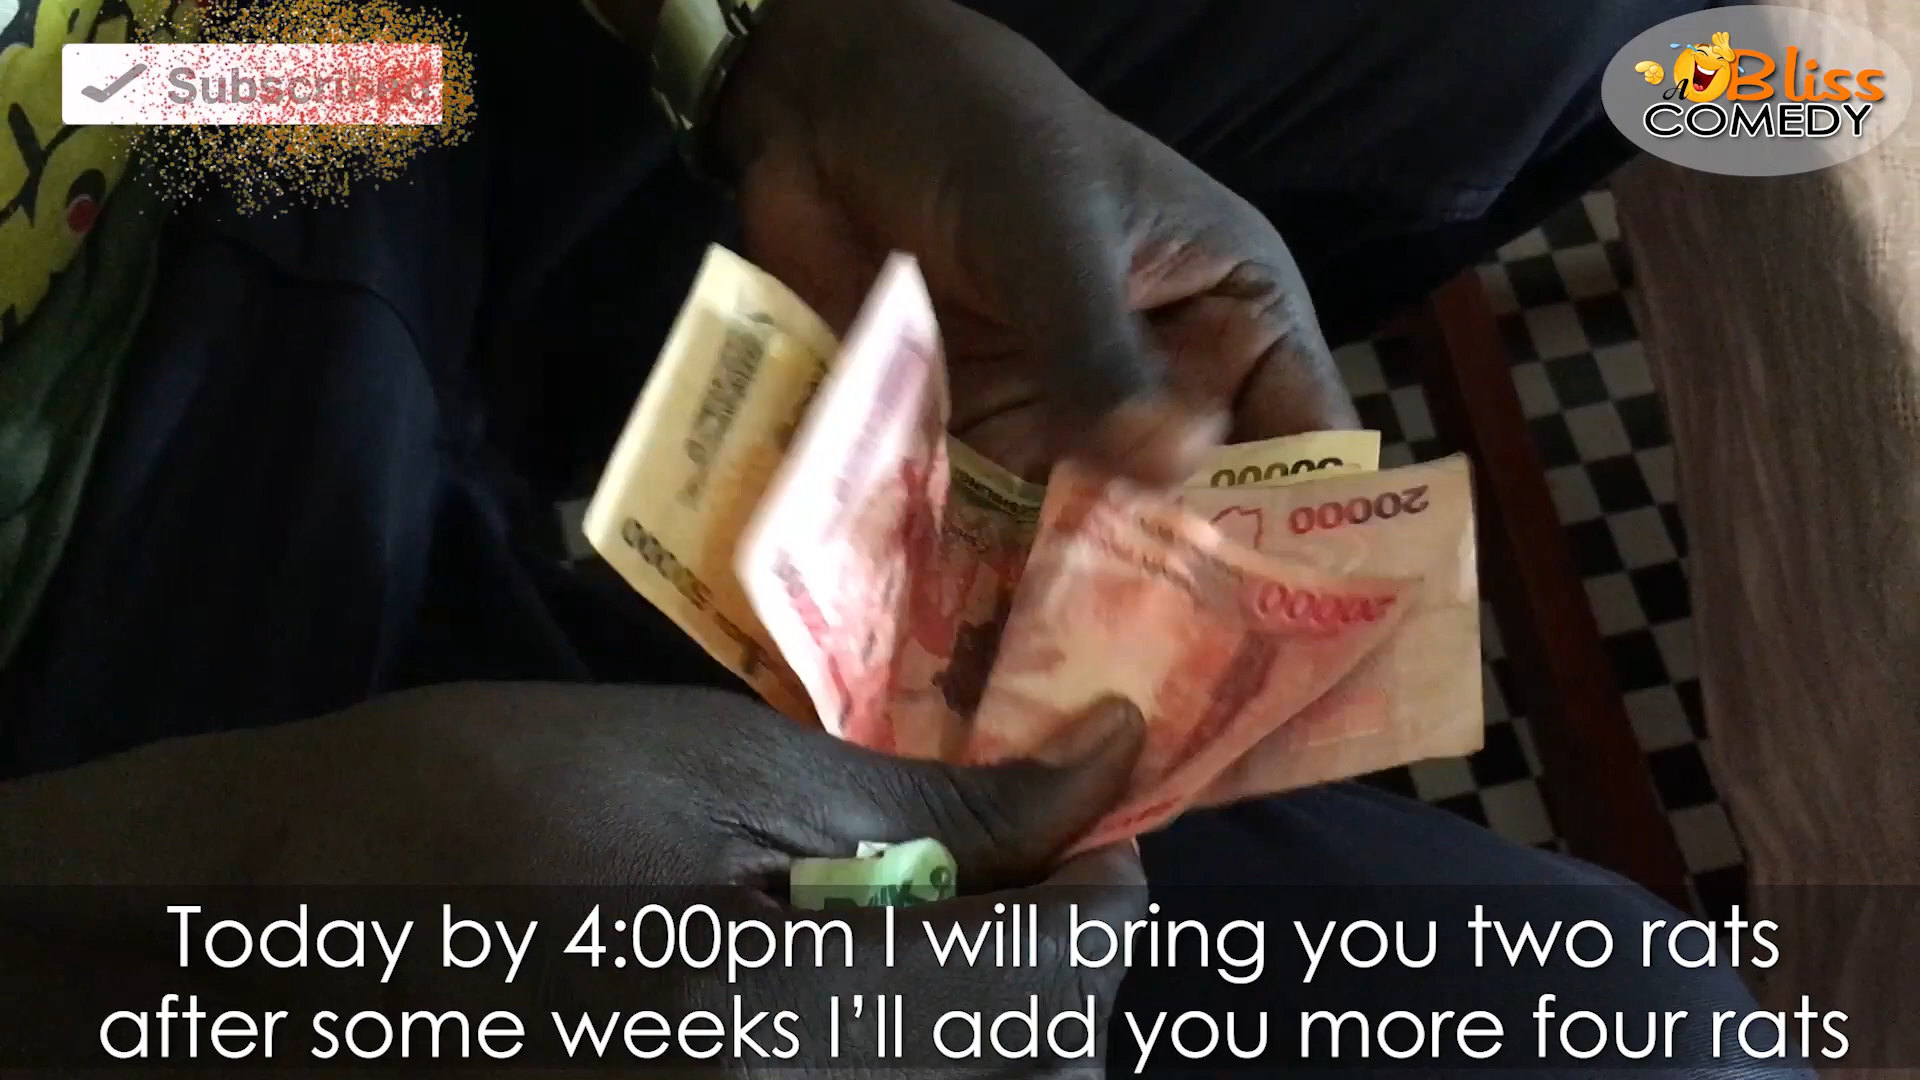 Subscribed
A Bliss
COMEDY
20000
20000
Today by 4:00pm I will bring you two rats
after some weeks I'll add you more four rats